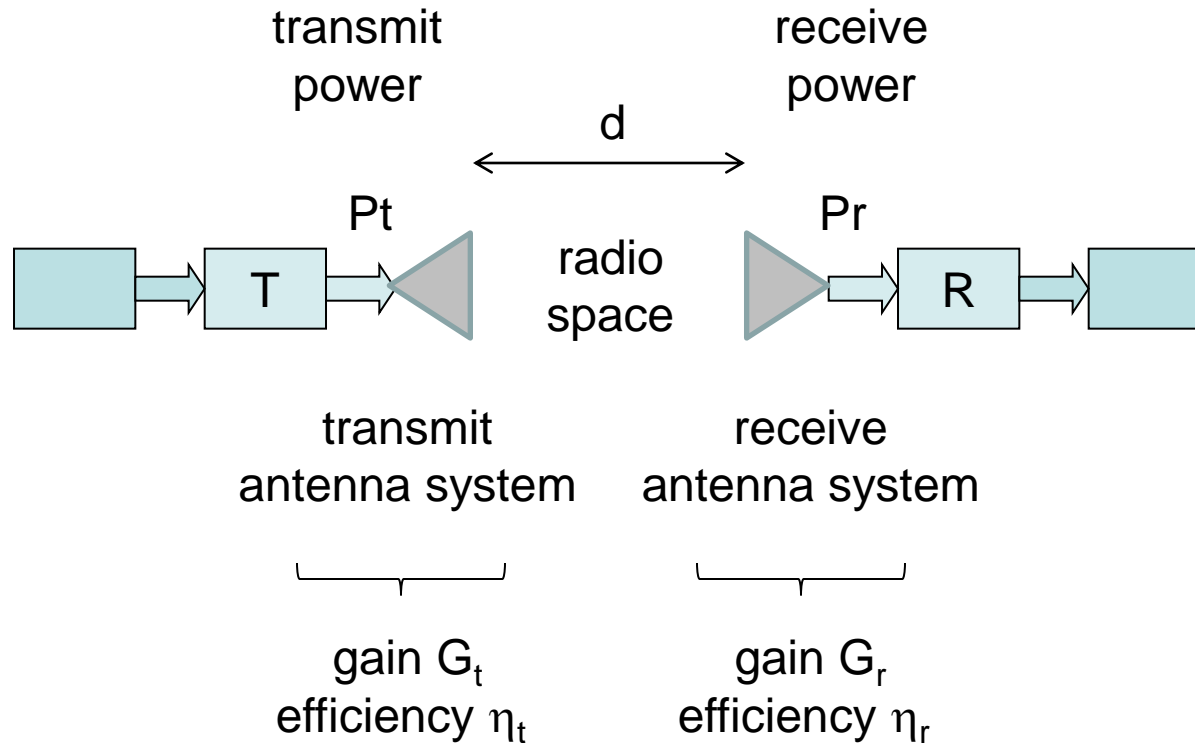 transmit
power
receive
power
d
Pt
Pr
T
radio
space
R
transmit
antenna system
receive
antenna system
gain Gₜ
efficiency ηₜ
gain Gᵣ
efficiency ηᵣ